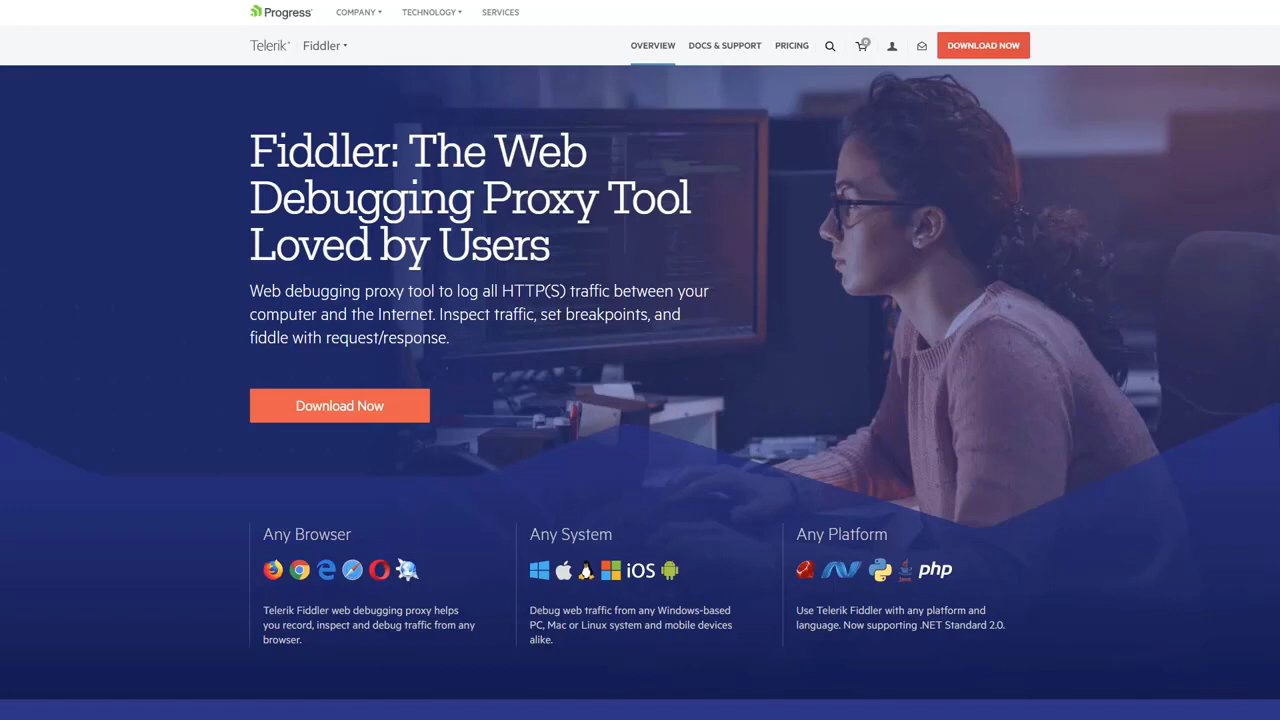 Progress
COMPANY
TECHNOLOGY
SERVICES
Telerik
Fiddler
OVERVIEW
DOCS & SUPPORT
PRICING
0
DOWNLOAD NOW
Fiddler: The Web
Debugging Proxy Tool
Loved by Users
Web debugging proxy tool to log all HTTP(S) traffic between your
computer and the Internet. Inspect traffic, set breakpoints, and
fiddle with request/response.
Download Now
Any Browser
Telerik Fiddler web debugging proxy helps
you record, inspect and debug traffic from any
browser.
Any System
iOS
Debug web traffic from any Windows-based
PC, Mac or Linux system and mobile devices
alike.
Any Platform
Java
php
Use Telerik Fiddler with any platform and
language. Now supporting .NET Standard 2.0.